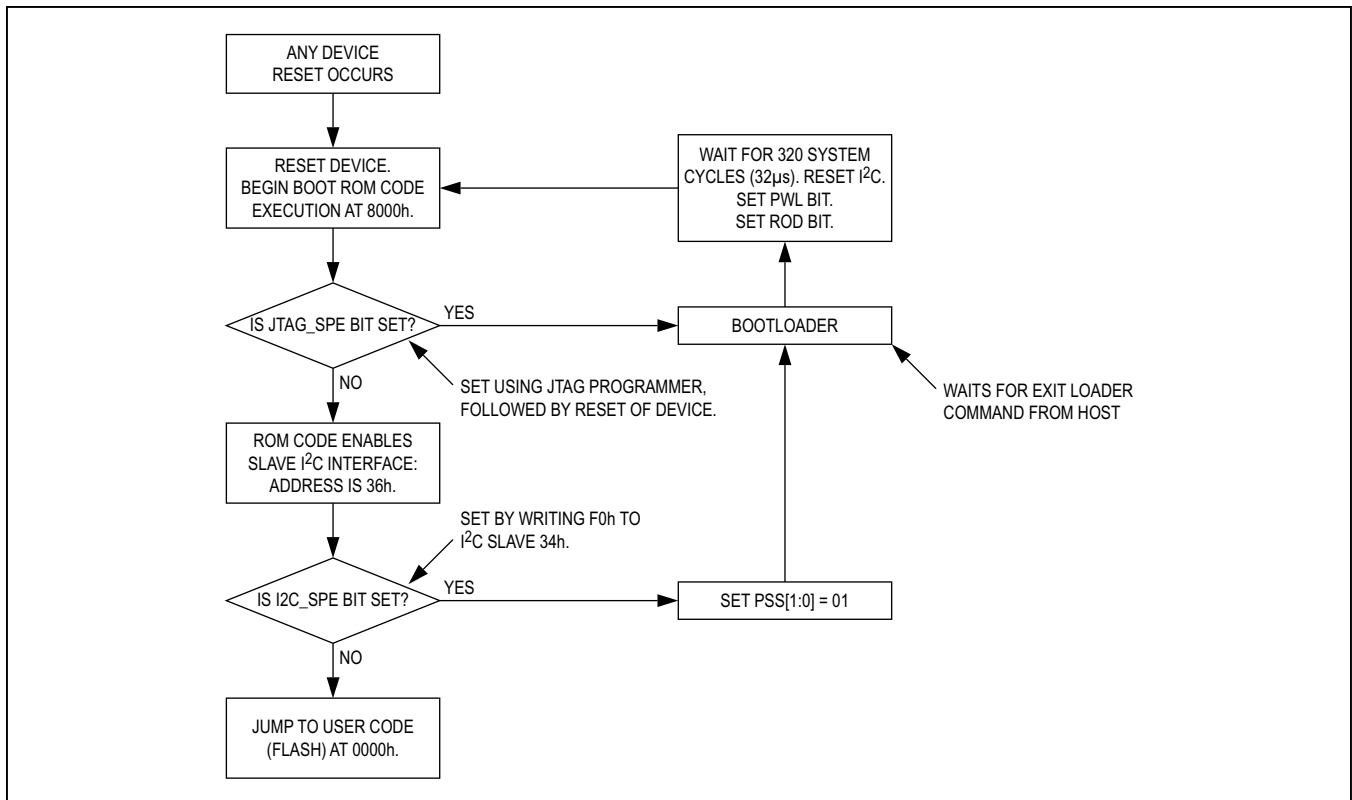 ANY DEVICE
RESET OCCURS
RESET DEVICE.
BEGIN BOOT ROM CODE
EXECUTION AT 8000h.
WAIT FOR 320 SYSTEM
CYCLES (32µs). RESET I²C.
SET PWL BIT.
SET ROD BIT.
IS JTAG_SPE BIT SET?
YES
BOOTLOADER
NO
SET USING JTAG PROGRAMMER,
FOLLOWED BY RESET OF DEVICE.
WAITS FOR EXIT LOADER
COMMAND FROM HOST
ROM CODE ENABLES
SLAVE I²C INTERFACE:
ADDRESS IS 36h.
SET BY WRITING F0h TO
I²C SLAVE 34h.
IS I2C_SPE BIT SET?
YES
SET PSS[1:0] = 01
NO
JUMP TO USER CODE
(FLASH) AT 0000h.